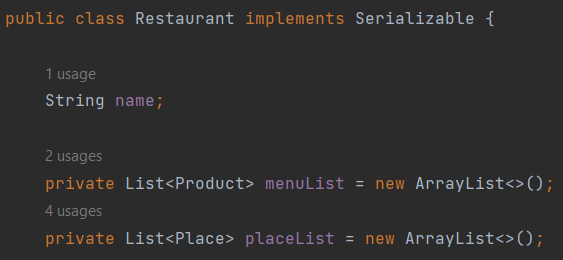 public class Restaurant implements Serializable {
1 usage
String name;
2 usages
private List<Product> menuList = new ArrayList<>();
4 usages
private List<Place> placeList = new ArrayList<>();